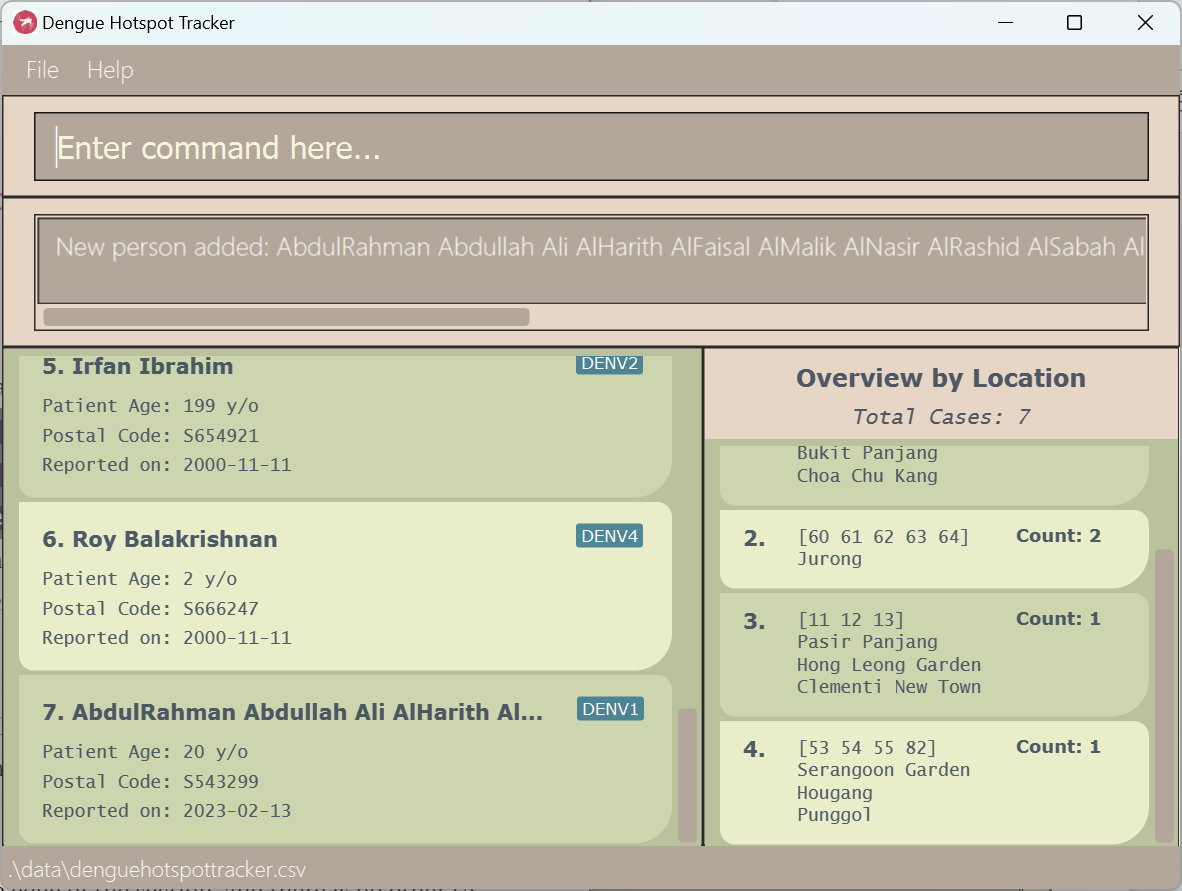 Dengue Hotspot Tracker
File Help
Enter command here...
New person added: AbdulRahman Abdullah Ali AlHarith AlFaisal AlMalik AlNasir AlRashid AlSabah Al
5. Irfan Ibrahim
DENV2
Patient Age: 199 y/o
Postal Code: S654921
Reported on: 2000-11-11
6. Roy Balakrishnan
DENV4
Patient Age: 2 y/o
Postal Code: S666247
Reported on: 2000-11-11
7. AbdulRahman Abdullah Ali AlHarith Al...
DENV1
Patient Age: 20 y/o
Postal Code: S543299
Reported on: 2023-02-13
Overview by Location
Total Cases: 7
Bukit Panjang
Choa Chu Kang
2. [60 61 62 63 64] Count: 2
Jurong
3. [11 12 13] Count: 1
Pasir Panjang
Hong Leong Garden
Clementi New Town
4. [53 54 55 82] Count: 1
Serangoon Garden
Hougang
Punggol
.\data\denguehotspottracker.csv